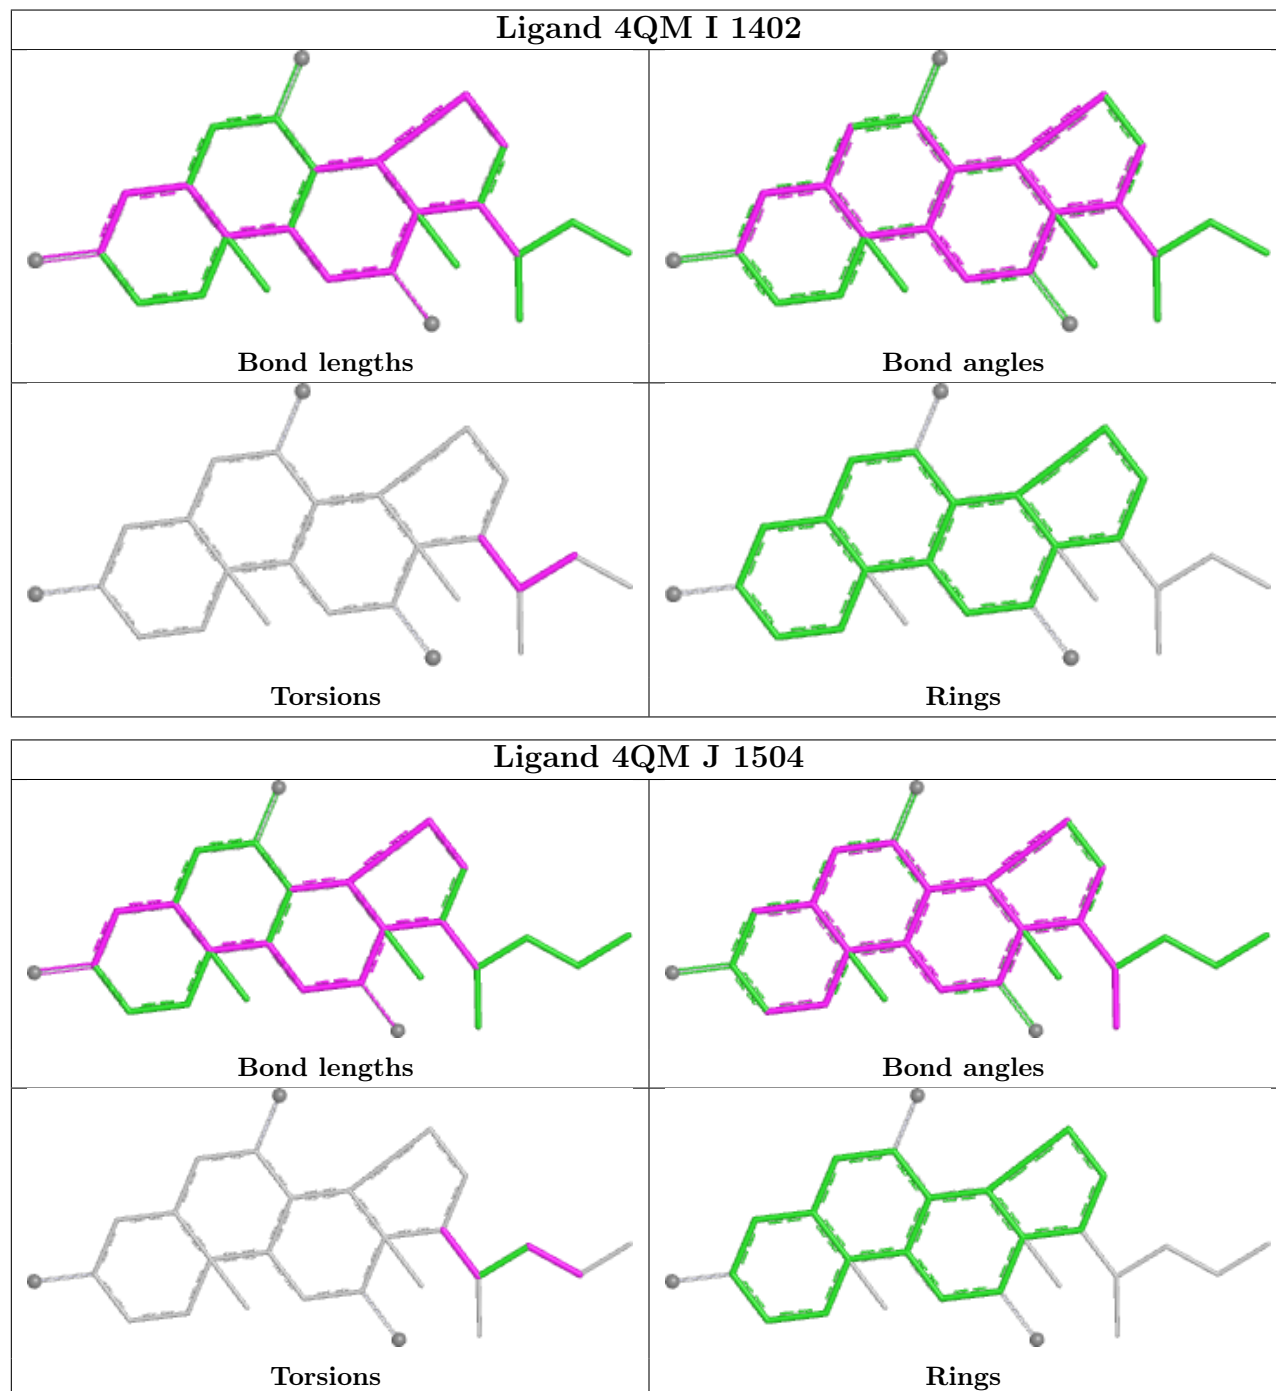 Ligand 4QM I 1402
Bond lengths
Bond angles
Torsions
Rings
Ligand 4QM J 1504
Bond lengths
Bond angles
Torsions
Rings